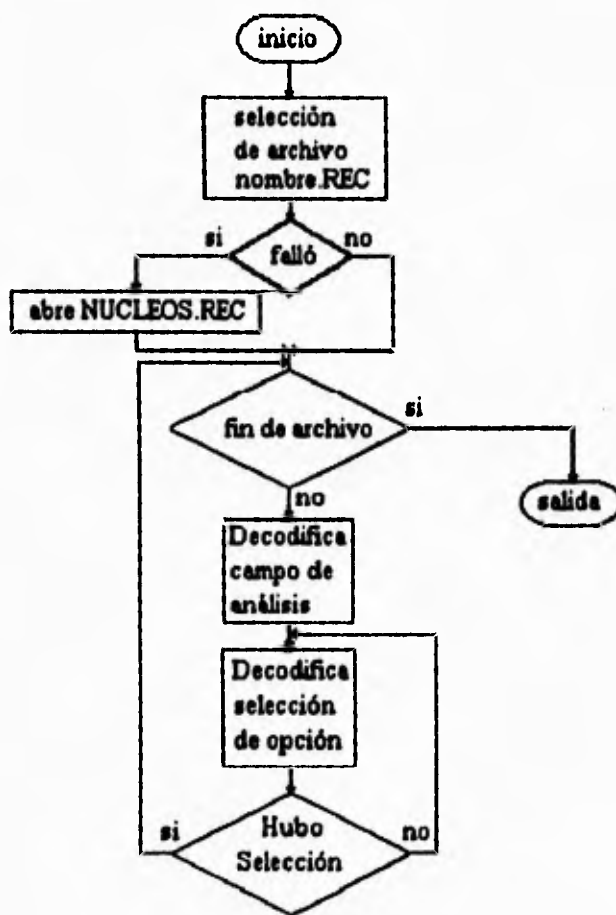 inicio
selección
de archivo
nombre.REC
si
no
falló
abre NUCLEOS.REC
si
fin de archivo
salida
no
Decodifica
campo de
análisis
Decodifica
selección
de opción
si
Hubo
no
Selección